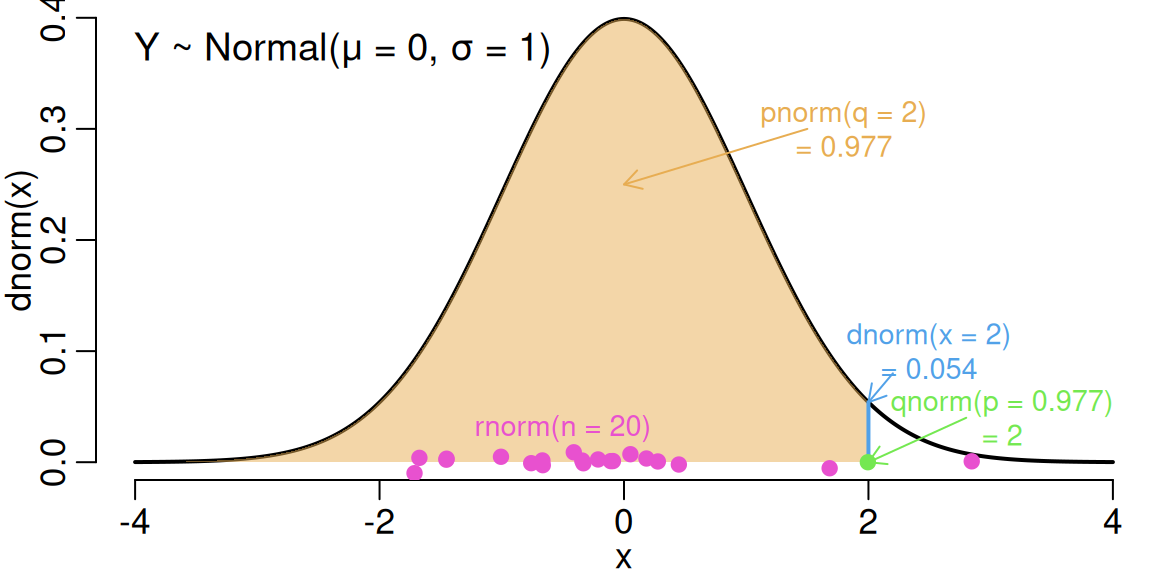 Y ~ Normal(μ = 0, σ = 1)
pnorm(q = 2)
= 0.977
dnorm(x = 2)
= 0.054
qnorm(p = 0.977)
= 2
rnorm(n = 20)
dnorm(x)
0.4
0.3
0.2
0.1
0.0
-4
-2
0
2
4
x